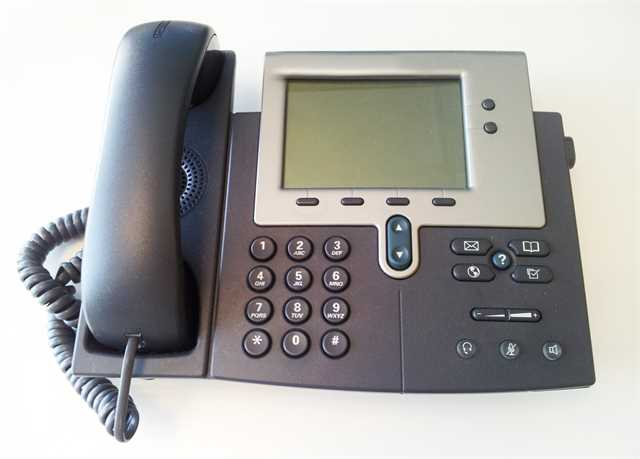 1 2 ABC 3 DEF
?
4 GHI 5 JKL 6 MNO
7 PQRS 8 TUV 9 WXYZ
* 0 #